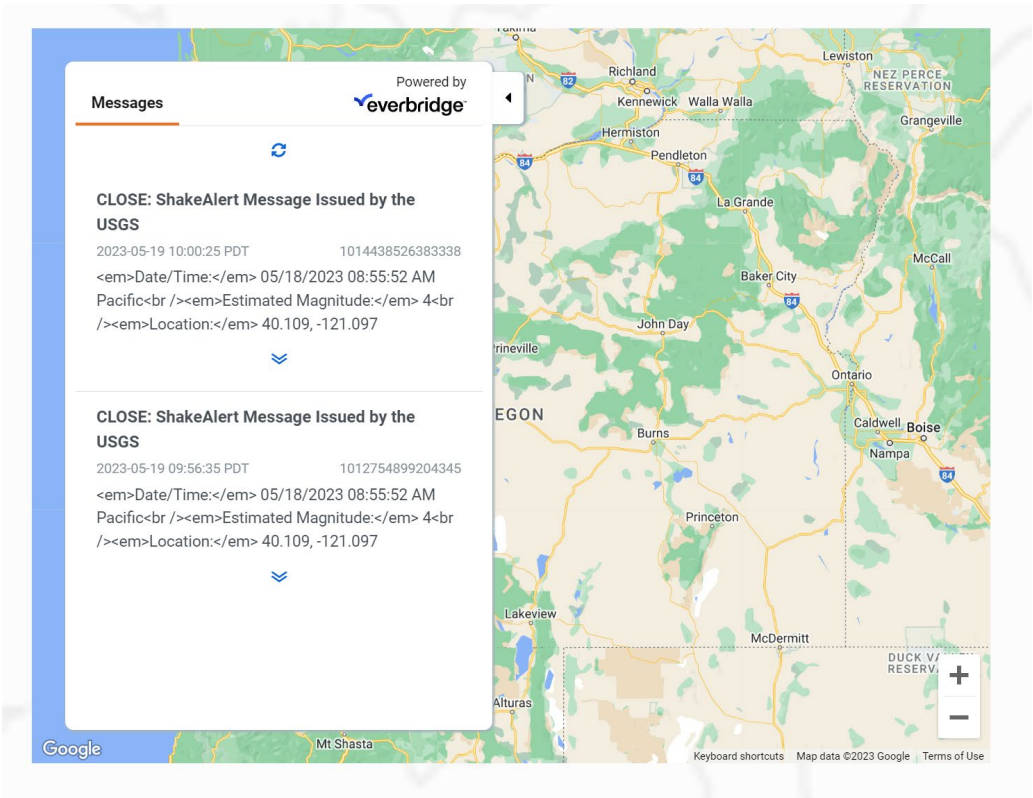 Messages
Powered by
everbridge
CLOSE: ShakeAlert Message Issued by the
USGS
2023-05-19 10:00:25 PDT 1014438526383338
<em>Date/Time:</em> 05/18/2023 08:55:52 AM
Pacific<br /><em>Estimated Magnitude:</em> 4<br
/><em>Location:</em> 40.109, -121.097
CLOSE: ShakeAlert Message Issued by the
USGS
2023-05-19 09:56:35 PDT 1012754899204345
<em>Date/Time:</em> 05/18/2023 08:55:52 AM
Pacific<br /><em>Estimated Magnitude:</em> 4<br
/><em>Location:</em> 40.109, -121.097
Lewiston
NEZ PERCE
RESERVATION
Richland
82
Kennewick Walla Walla
Grangeville
Hermiston
84
Pendleton
84
La Grande
McCall
Baker City
84
John Day
rineville
Ontario
EGON
Caldwell Boise
Burns
Nampa
84
Princeton
Lakeview
McDermitt
DUCK V
RESERV
Alturas
Mt Shasta
Google
Keyboard shortcuts Map data ©2023 Google Terms of Use